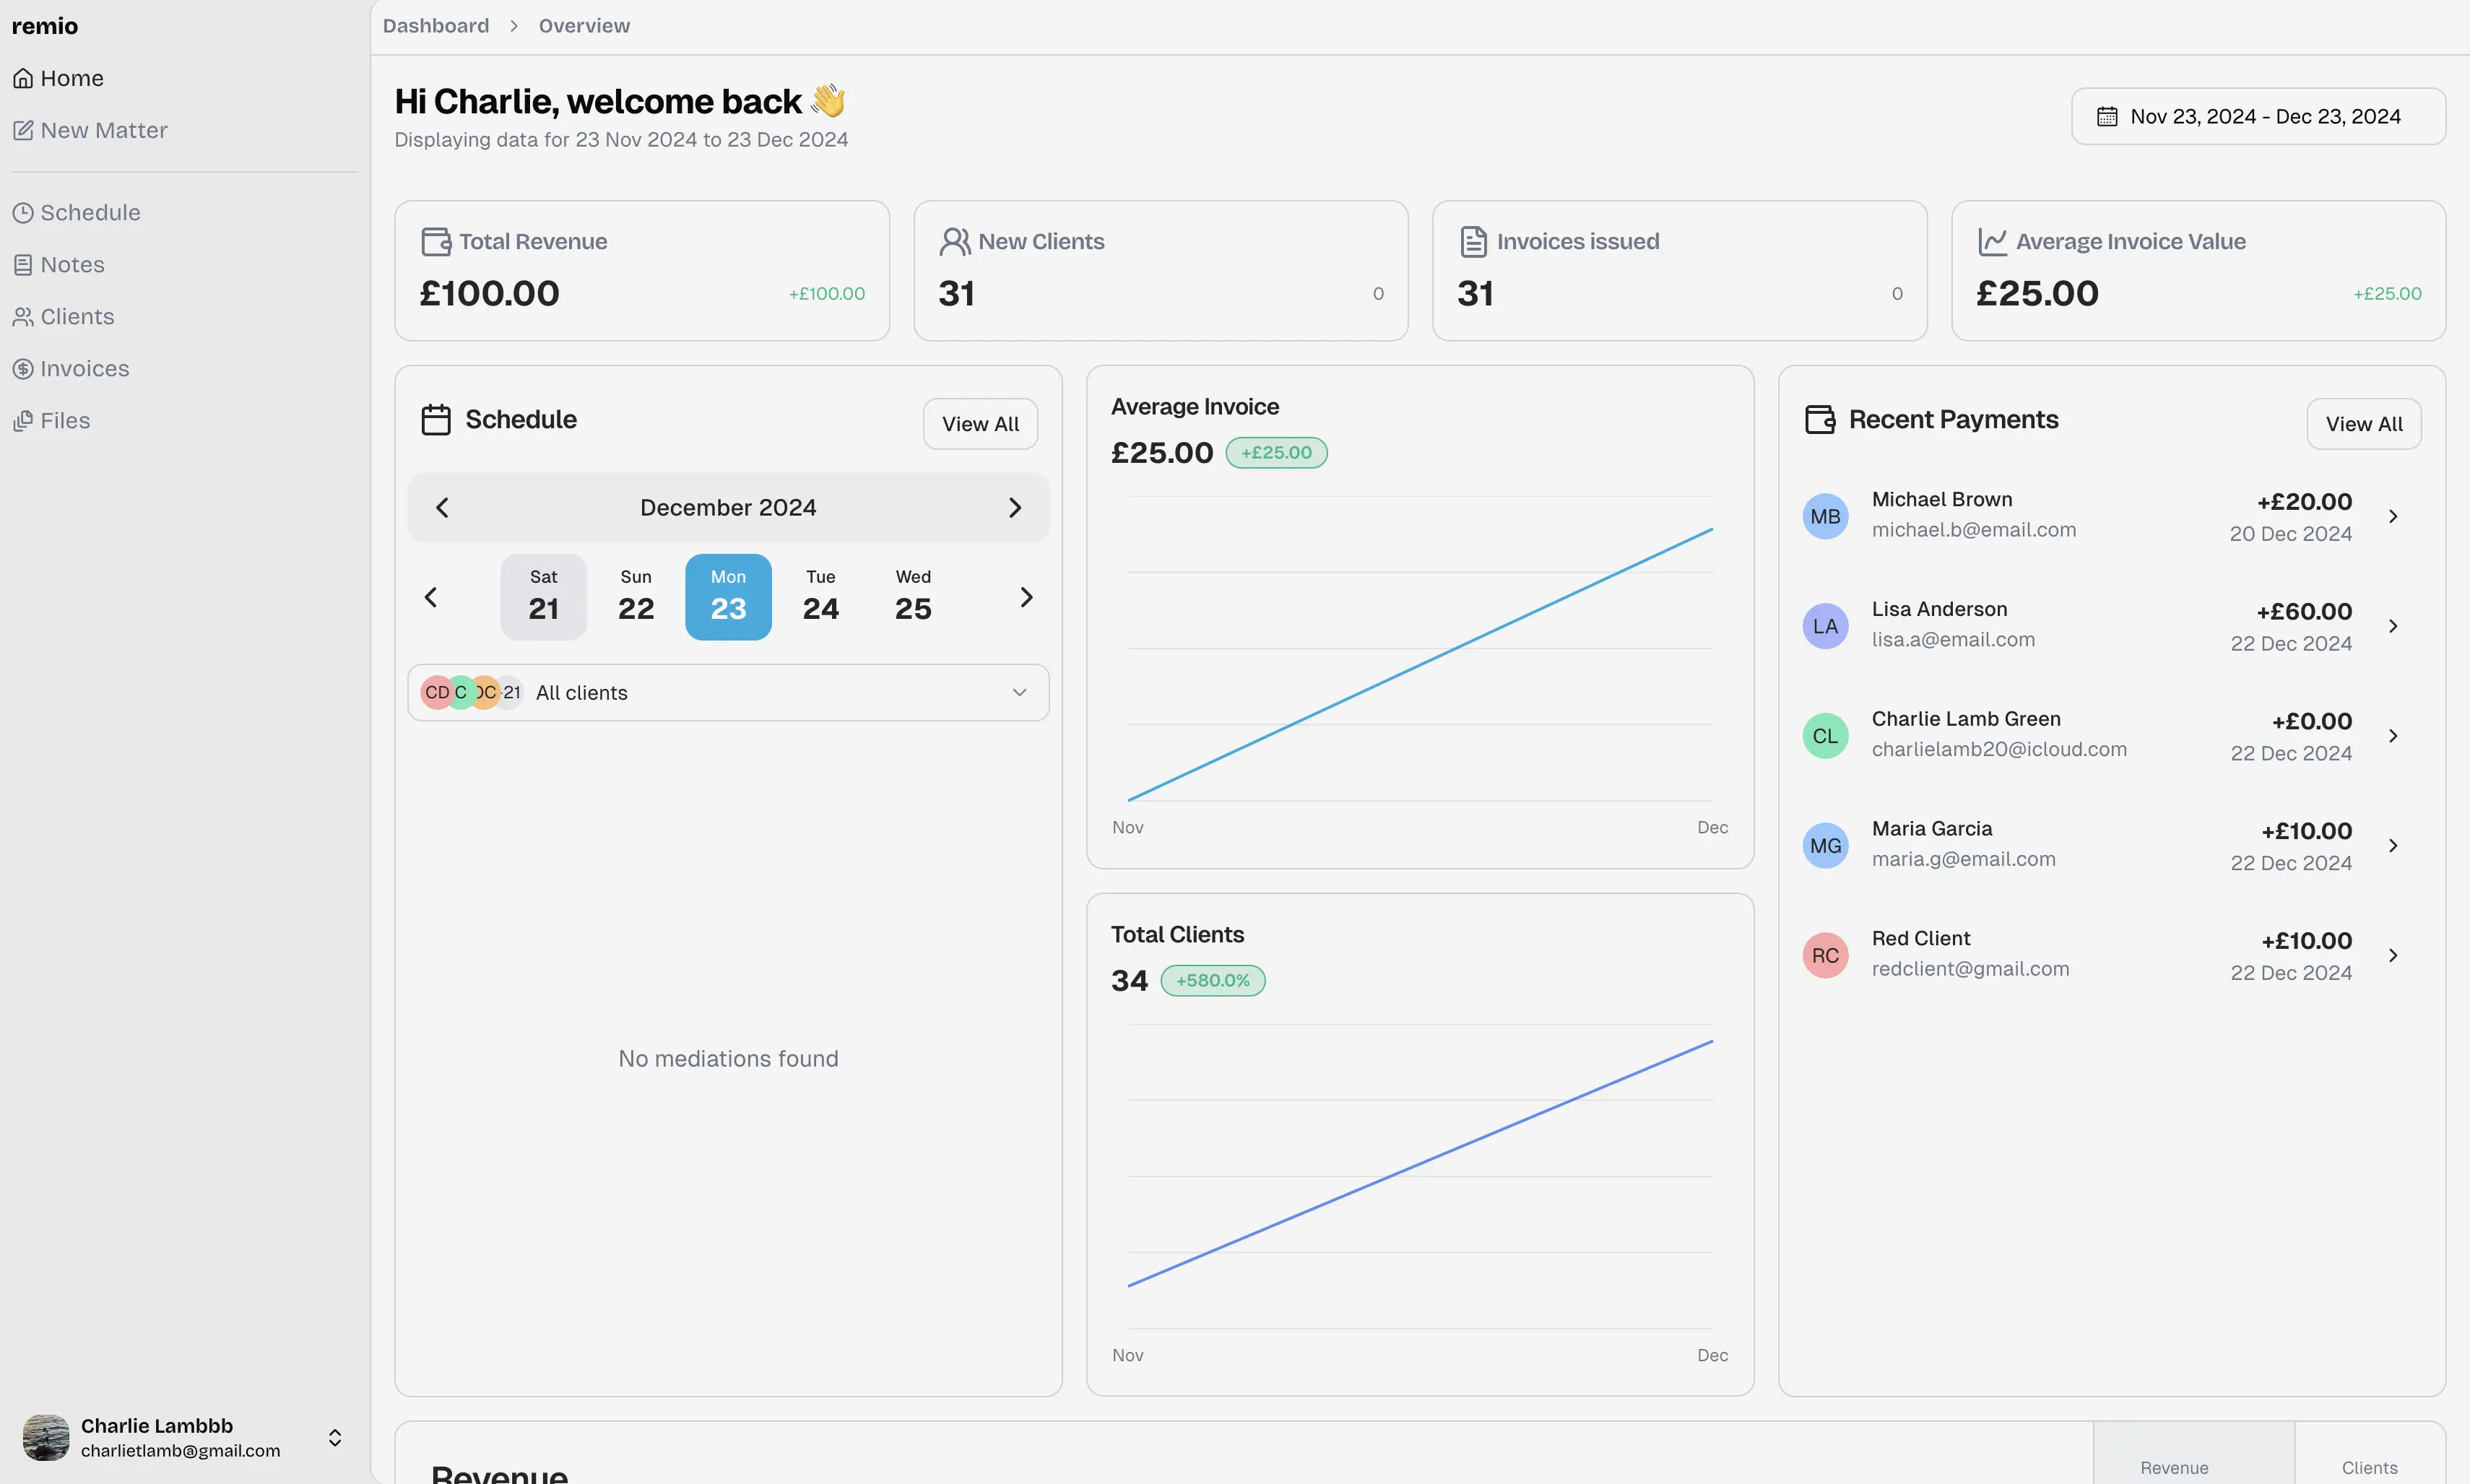 remio
Home
New Matter
Schedule
Notes
Clients
Invoices
Files
Charlie Lambbb
charlietlamb@gmail.com
Dashboard > Overview
Hi Charlie, welcome back 👋
Displaying data for 23 Nov 2024 to 23 Dec 2024
Nov 23, 2024 - Dec 23, 2024
Total Revenue
£100.00 +£100.00
New Clients
31 0
Invoices issued
31 0
Average Invoice Value
£25.00 +£25.00
Schedule View All
December 2024
Sat Sun Mon Tue Wed
21 22 23 24 25
CD C DC 21 All clients
No mediations found
Average Invoice
£25.00 +£25.00
Nov Dec
Total Clients
34 +580.0%
Nov Dec
Recent Payments View All
MB Michael Brown +£20.00
michael.b@email.com 20 Dec 2024
LA Lisa Anderson +£60.00
lisa.a@email.com 22 Dec 2024
CL Charlie Lamb Green +£0.00
charlielamb20@icloud.com 22 Dec 2024
MG Maria Garcia +£10.00
maria.g@email.com 22 Dec 2024
RC Red Client +£10.00
redclient@gmail.com 22 Dec 2024
Revenue
Revenue Clients